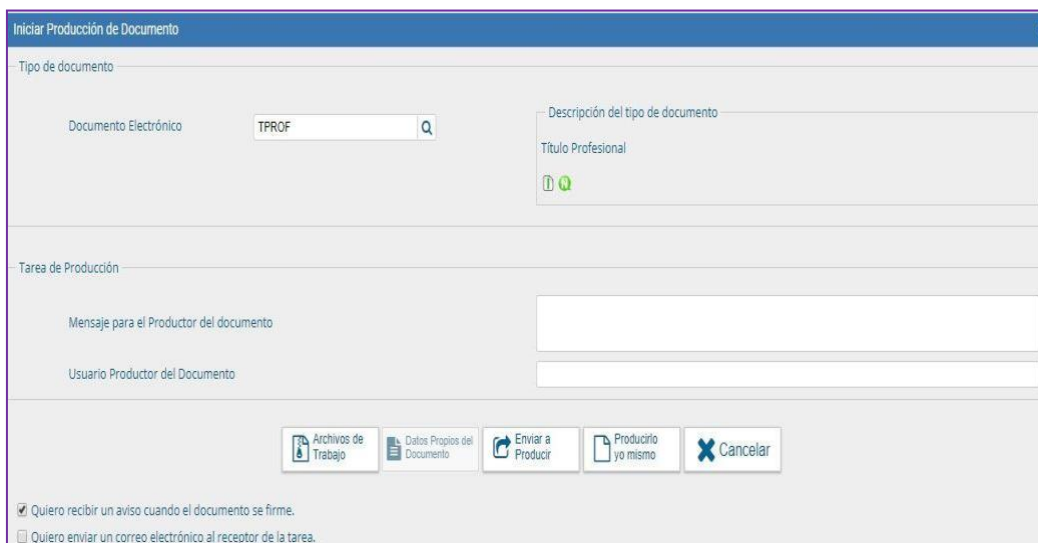 Iniciar Producción de Documento
Tipo de documento
Documento Electrónico
TPROF
Descripción del tipo de documento
Título Profesional
Tarea de Producción
Mensaje para el Productor del documento
Usuario Productor del Documento
Archivos de
Trabajo
Datos Propios del
Documento
Enviar a
Producir
Producirlo
yo mismo
Cancelar
Quiero recibir un aviso cuando el documento se firme.
Quiero enviar un correo electrónico al receptor de la tarea.